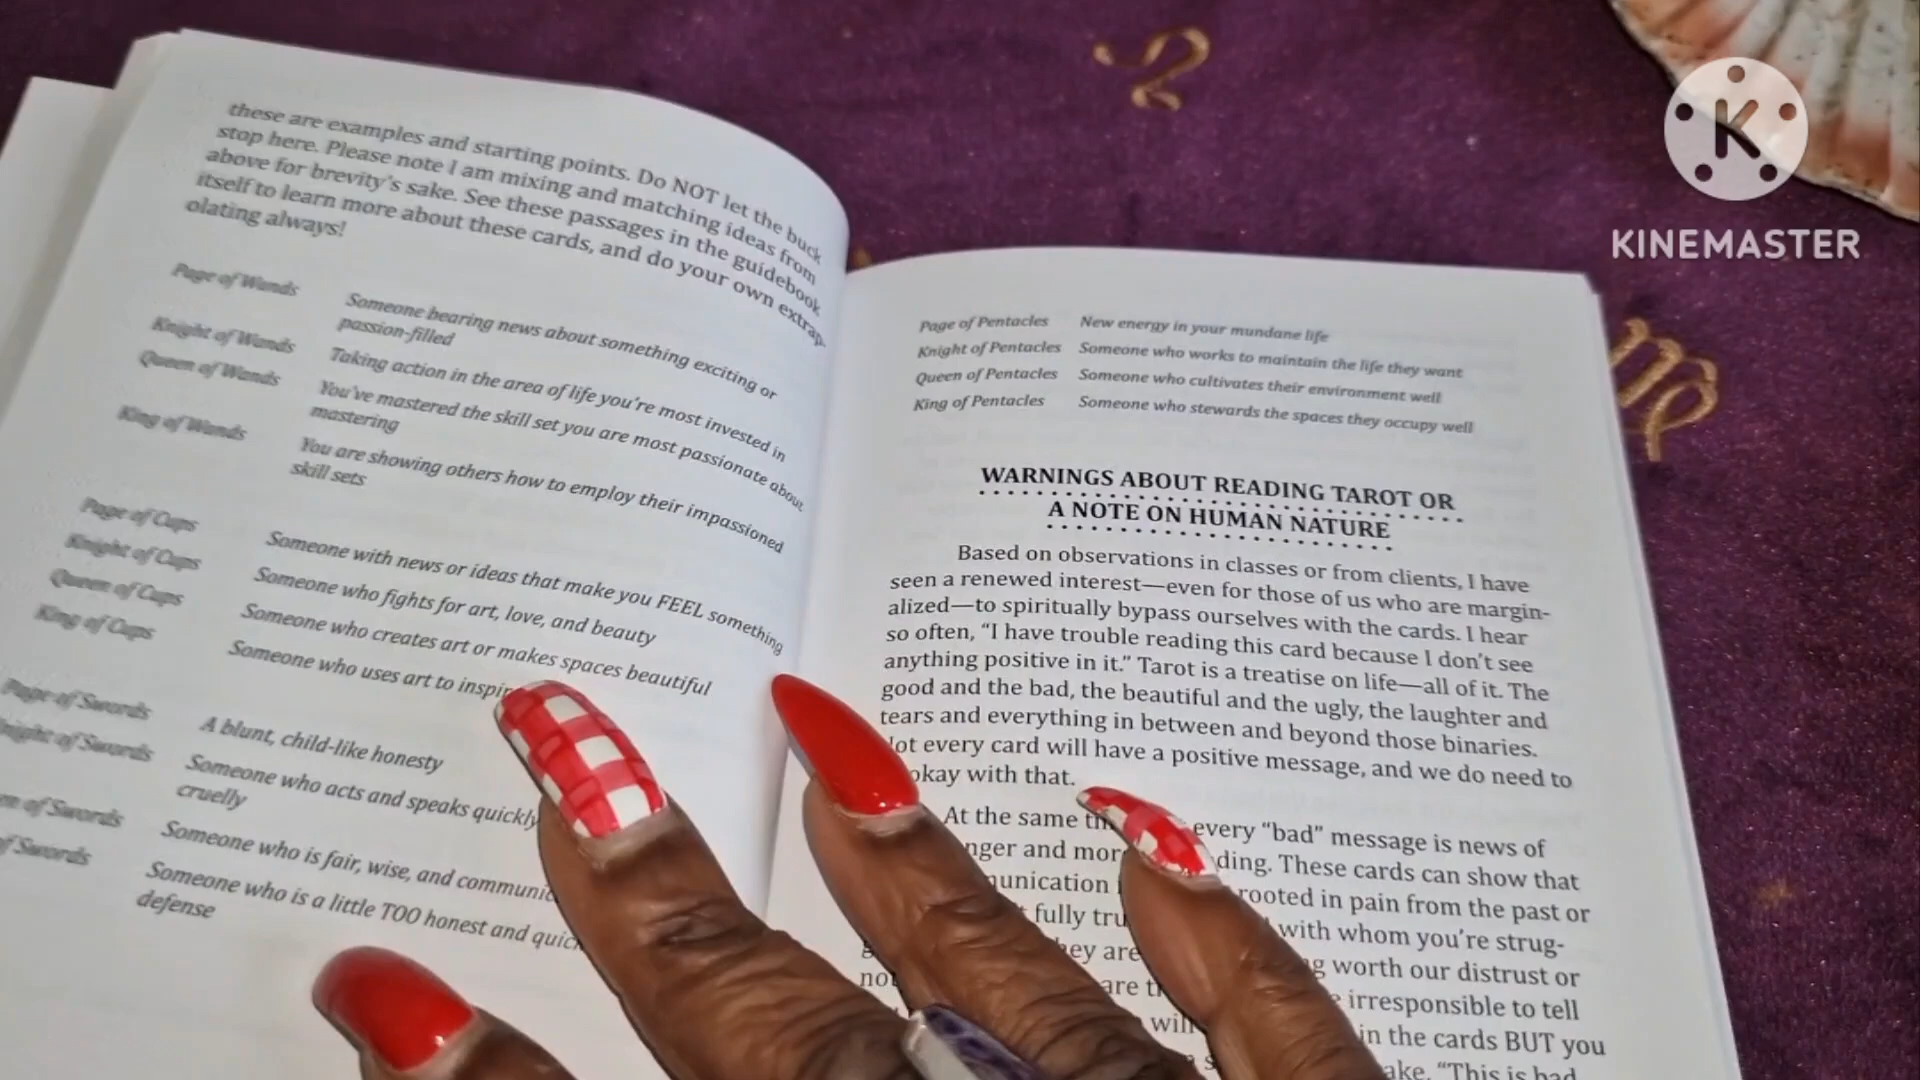 these are examples and starting points. Do NOT let the buck
stop here. Please note I am mixing and matching ideas from
above for brevity's sake. See these passages in the guidebook
itself to learn more about these cards, and do your own extrap-
olating always!
Page of Wands Someone bearing news about something exciting or
passion-filled
Knight of Wands Taking action in the area of life you're most invested in
Queen of Wands You've mastered the skill set you are most passionate about
mastering
King of Wands You are showing others how to employ their impassioned
skill sets
Page of Cups Someone with news or ideas that make you FEEL something
Knight of Cups Someone who fights for art, love, and beauty
Queen of Cups Someone who creates art or makes spaces beautiful
King of Cups Someone who uses art to
Page of Swords A blunt, child-like honesty
of Swords Someone who acts and speaks quickly
cruelly
of Swords Someone who is fair, wise, and
of Swords Someone who is a little TOO honest and
defense
Page of Pentacles New energy in your mundane life
Knight of Pentacles Someone who works to maintain the life they want
Queen of Pentacles Someone who cultivates their environment well
King of Pentacles Someone who stewards the spaces they occupy well
WARNINGS ABOUT READING TAROT OR
A NOTE ON HUMAN NATURE
Based on observations in classes or from clients, I have
seen a renewed interest—even for those of us who are margin-
alized—to spiritually bypass ourselves with the cards. I hear
so often, “I have trouble reading this card because I don't see
anything positive in it.” Tarot is a treatise on life—all of it. The
good and the bad, the beautiful and the ugly, the laughter and
tears and everything in between and beyond those binaries.
every card will have a positive message, and we do need to
okay with that.
At the same every “bad” message is news of
and These cards can show that
rooted in pain from the past or
fully with whom you're strug-
are worth our distrust or
are irresponsible to tell
in the cards BUT you
“This is bad
K
KINEMASTER